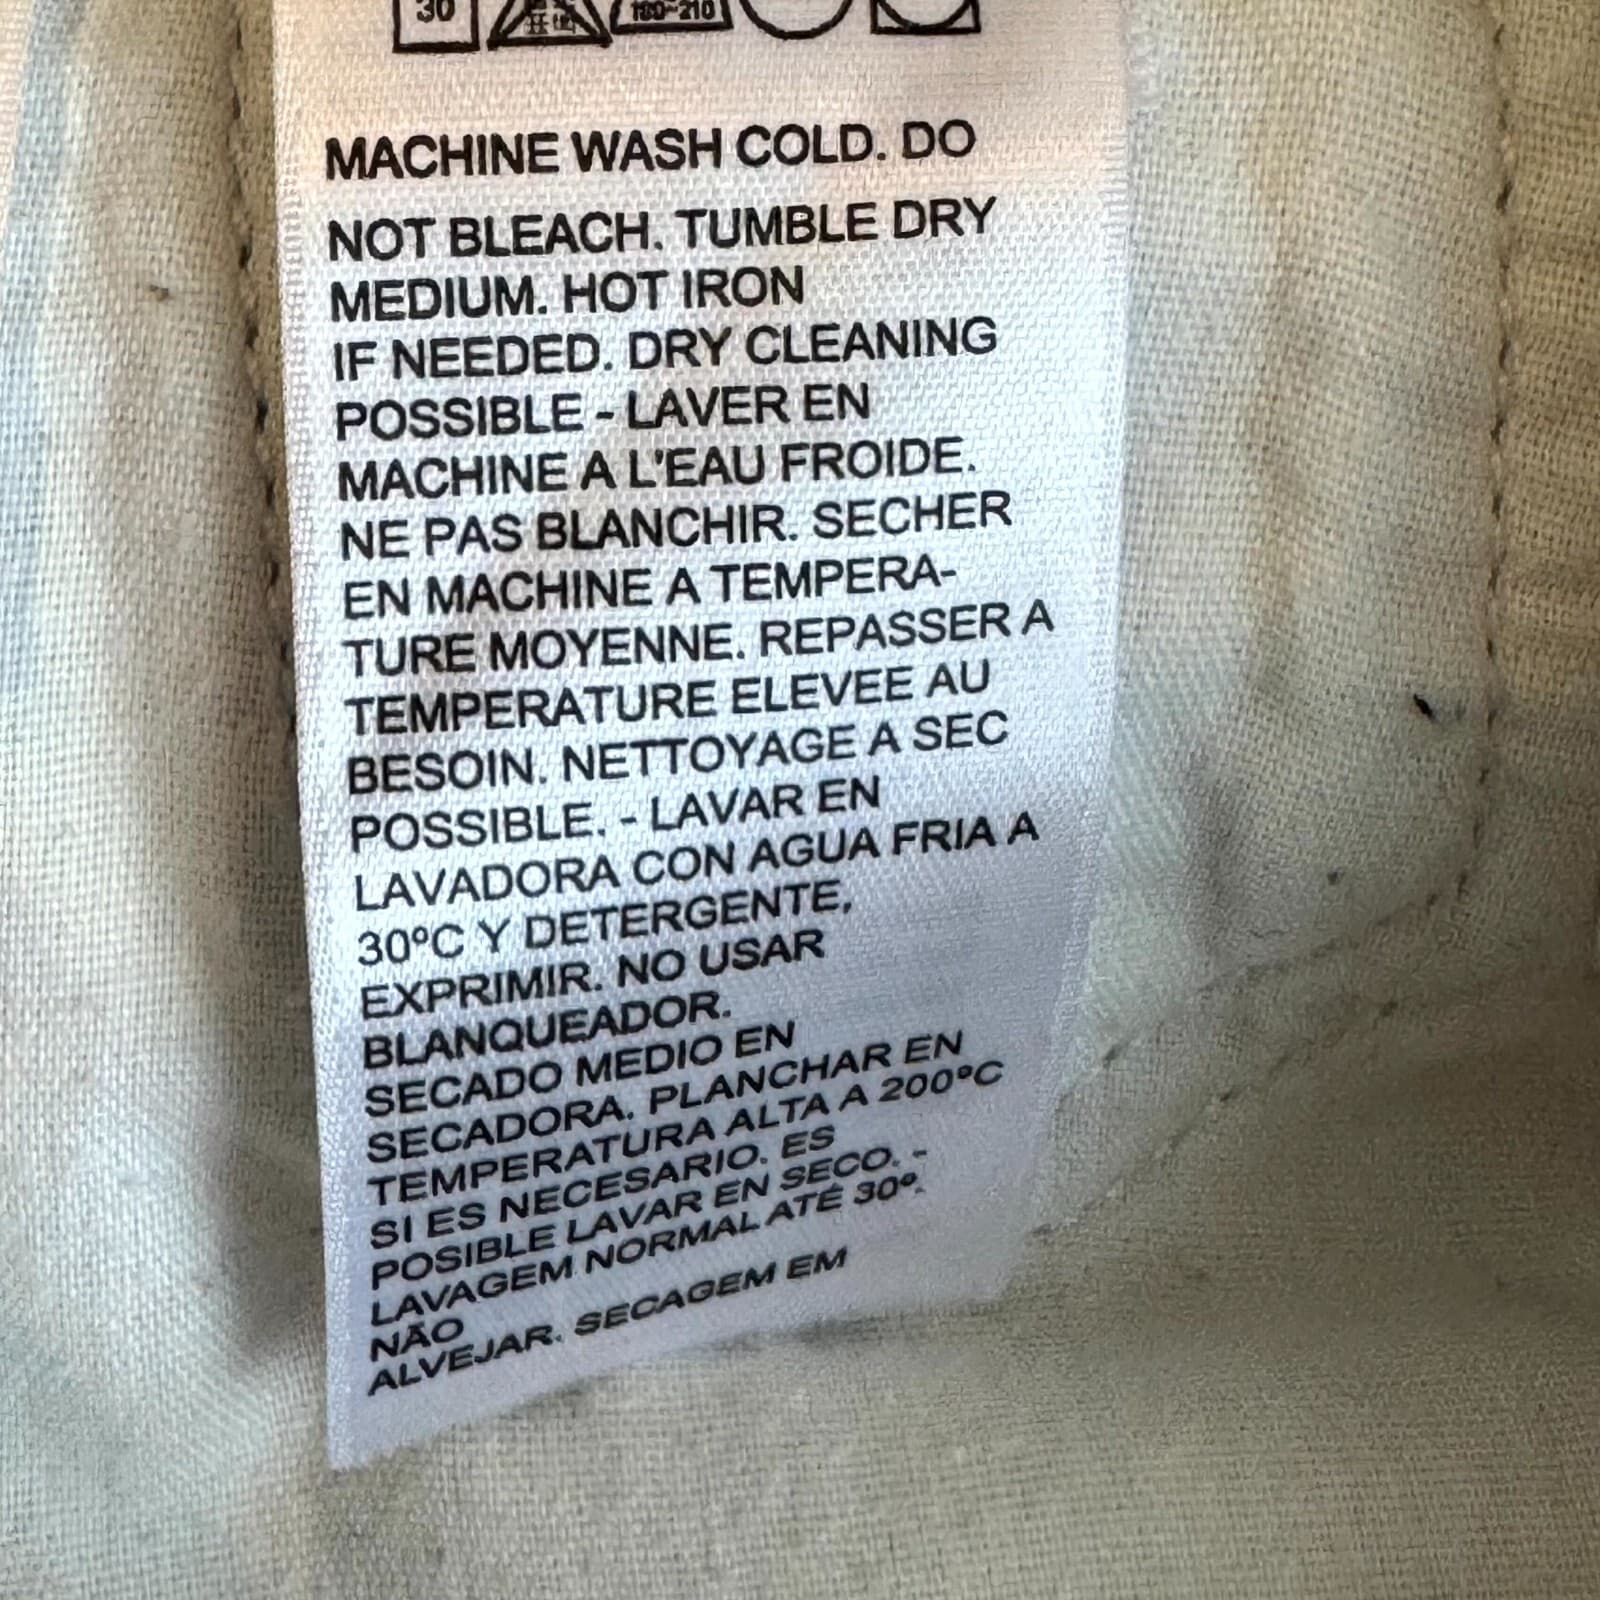 30
180~210
MACHINE WASH COLD. DO
NOT BLEACH. TUMBLE DRY
MEDIUM. HOT IRON
IF NEEDED. DRY CLEANING
POSSIBLE - LAVER EN
MACHINE A L'EAU FROIDE.
NE PAS BLANCHIR. SECHER
EN MACHINE A TEMPERA-
TURE MOYENNE. REPASSER A
TEMPERATURE ELEVEE AU
BESOIN. NETTOYAGE A SEC
POSSIBLE. - LAVAR EN
LAVADORA CON AGUA FRIA A
30ºC Y DETERGENTE,
EXPRIMIR. NO USAR
BLANQUEADOR.
SECADO MEDIO EN
SECADORA. PLANCHAR EN
TEMPERATURA ALTA A 200ºC
SI ES NECESARIO. ES
POSIBLE LAVAR EN SECO. -
LAVAGEM NORMAL ATÉ 30º.
NÃO
ALVEJAR. SECAGEM EM